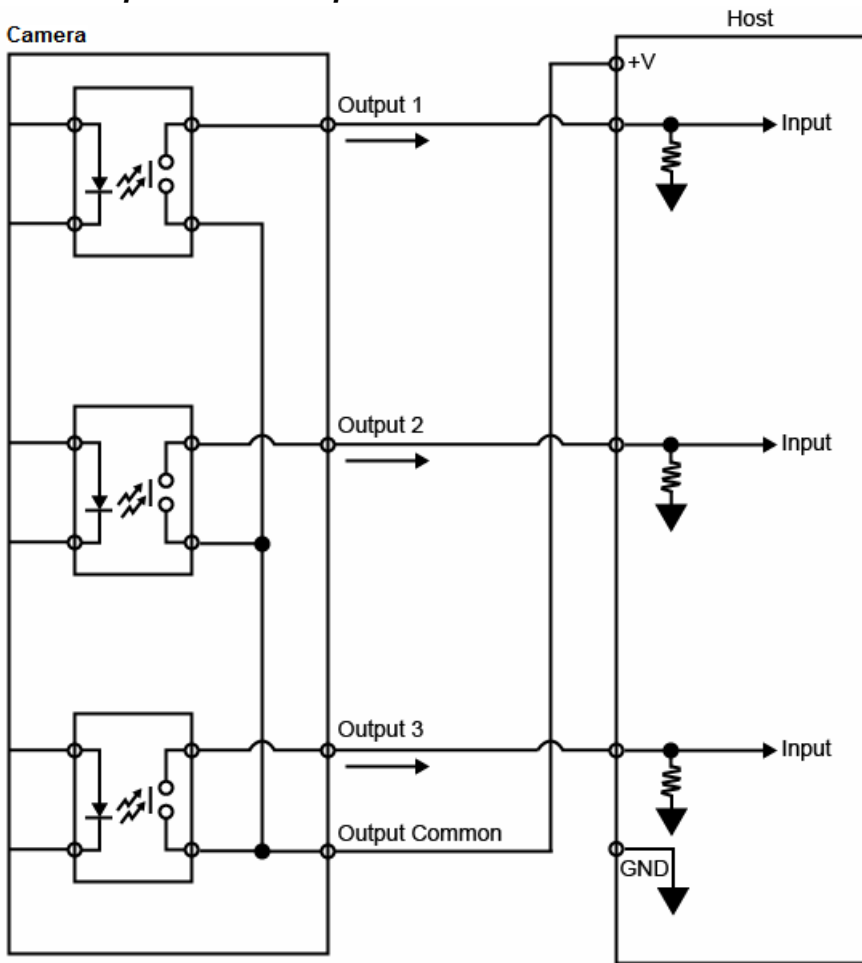 Host
Camera
+V
Output 1
Input
Output 2
Input
Output 3
Input
Output Common
GND